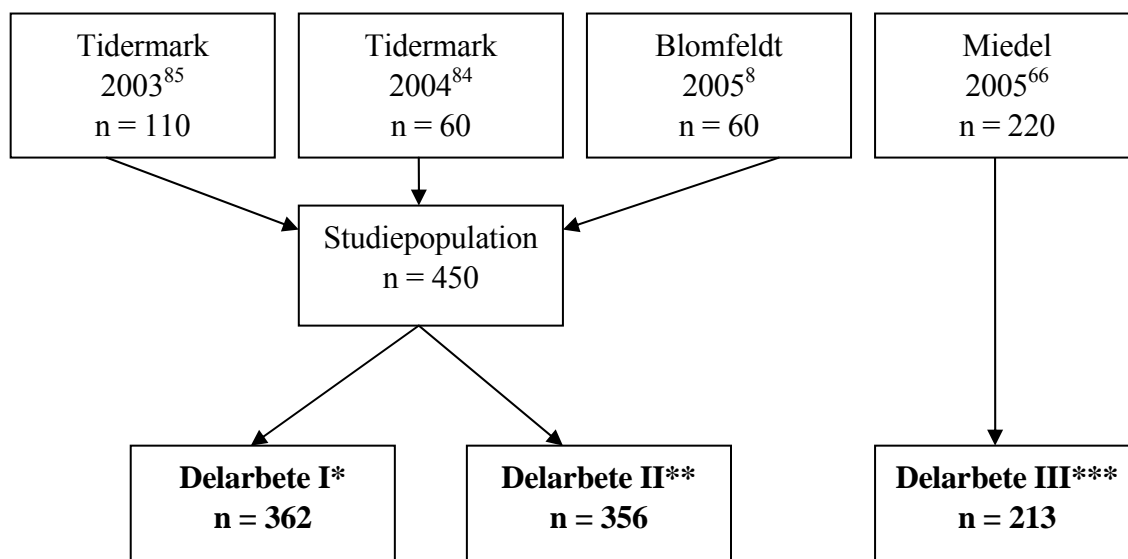 Tidermark
200385
n = 110
Tidermark
200484
n = 60
Blomfeldt
20058
n = 60
Miedel
200566
n = 220
Studiepopulation
n = 450
Delarbete I*
n = 362
Delarbete II**
n = 356
Delarbete III***
n = 213